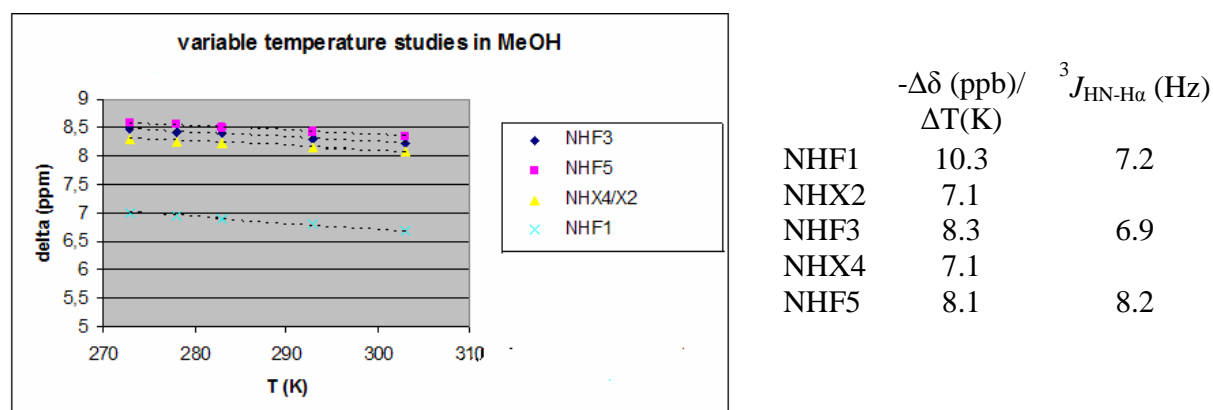 variable temperature studies in MeOH
9
8,5
8
7,5
7
6,5
6
5,5
5
delta (ppm)
270
280
290
300
310
T (K)
NHF3
NHF5
NHX4/X2
NHF1
-Δδ (ppb)/ ³J HN-Hα (Hz)
ΔT(K)
NHF1 10.3 7.2
NHX2 7.1
NHF3 8.3 6.9
NHX4 7.1
NHF5 8.1 8.2